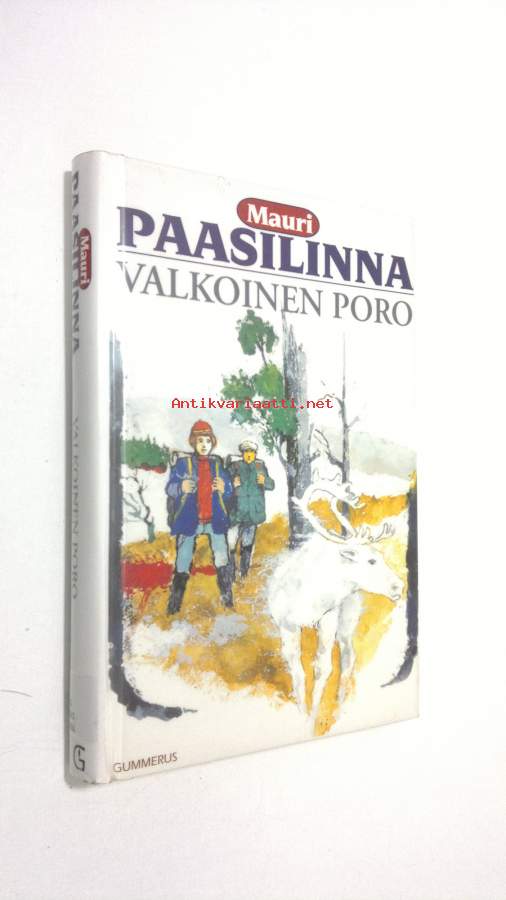 Mauri
PAASILINNA
VALKOINEN PORO
Antikvariaatti.net
GUMMERUS
Mauri
PAASILINNA
VALKOINEN PORO
G